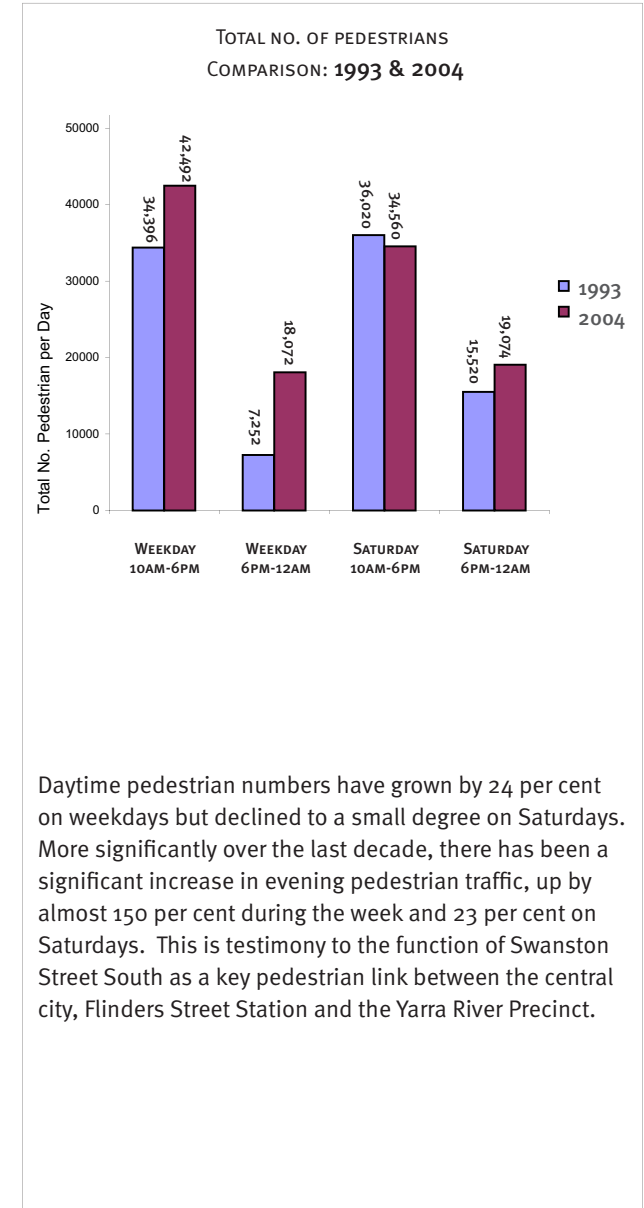 Total no. of pedestrians
Comparison: 1993 & 2004
50000
40000
30000
20000
10000
0
Total No. Pedestrian per Day
34,396
42,492
7,252
18,072
36,020
34,560
15,520
19,074
1993
2004
Weekday
10am-6pm
Weekday
6pm-12am
Saturday
10am-6pm
Saturday
6pm-12am
Daytime pedestrian numbers have grown by 24 per cent
on weekdays but declined to a small degree on Saturdays.
More significantly over the last decade, there has been a
significant increase in evening pedestrian traffic, up by
almost 150 per cent during the week and 23 per cent on
Saturdays.  This is testimony to the function of Swanston
Street South as a key pedestrian link between the central
city, Flinders Street Station and the Yarra River Precinct.